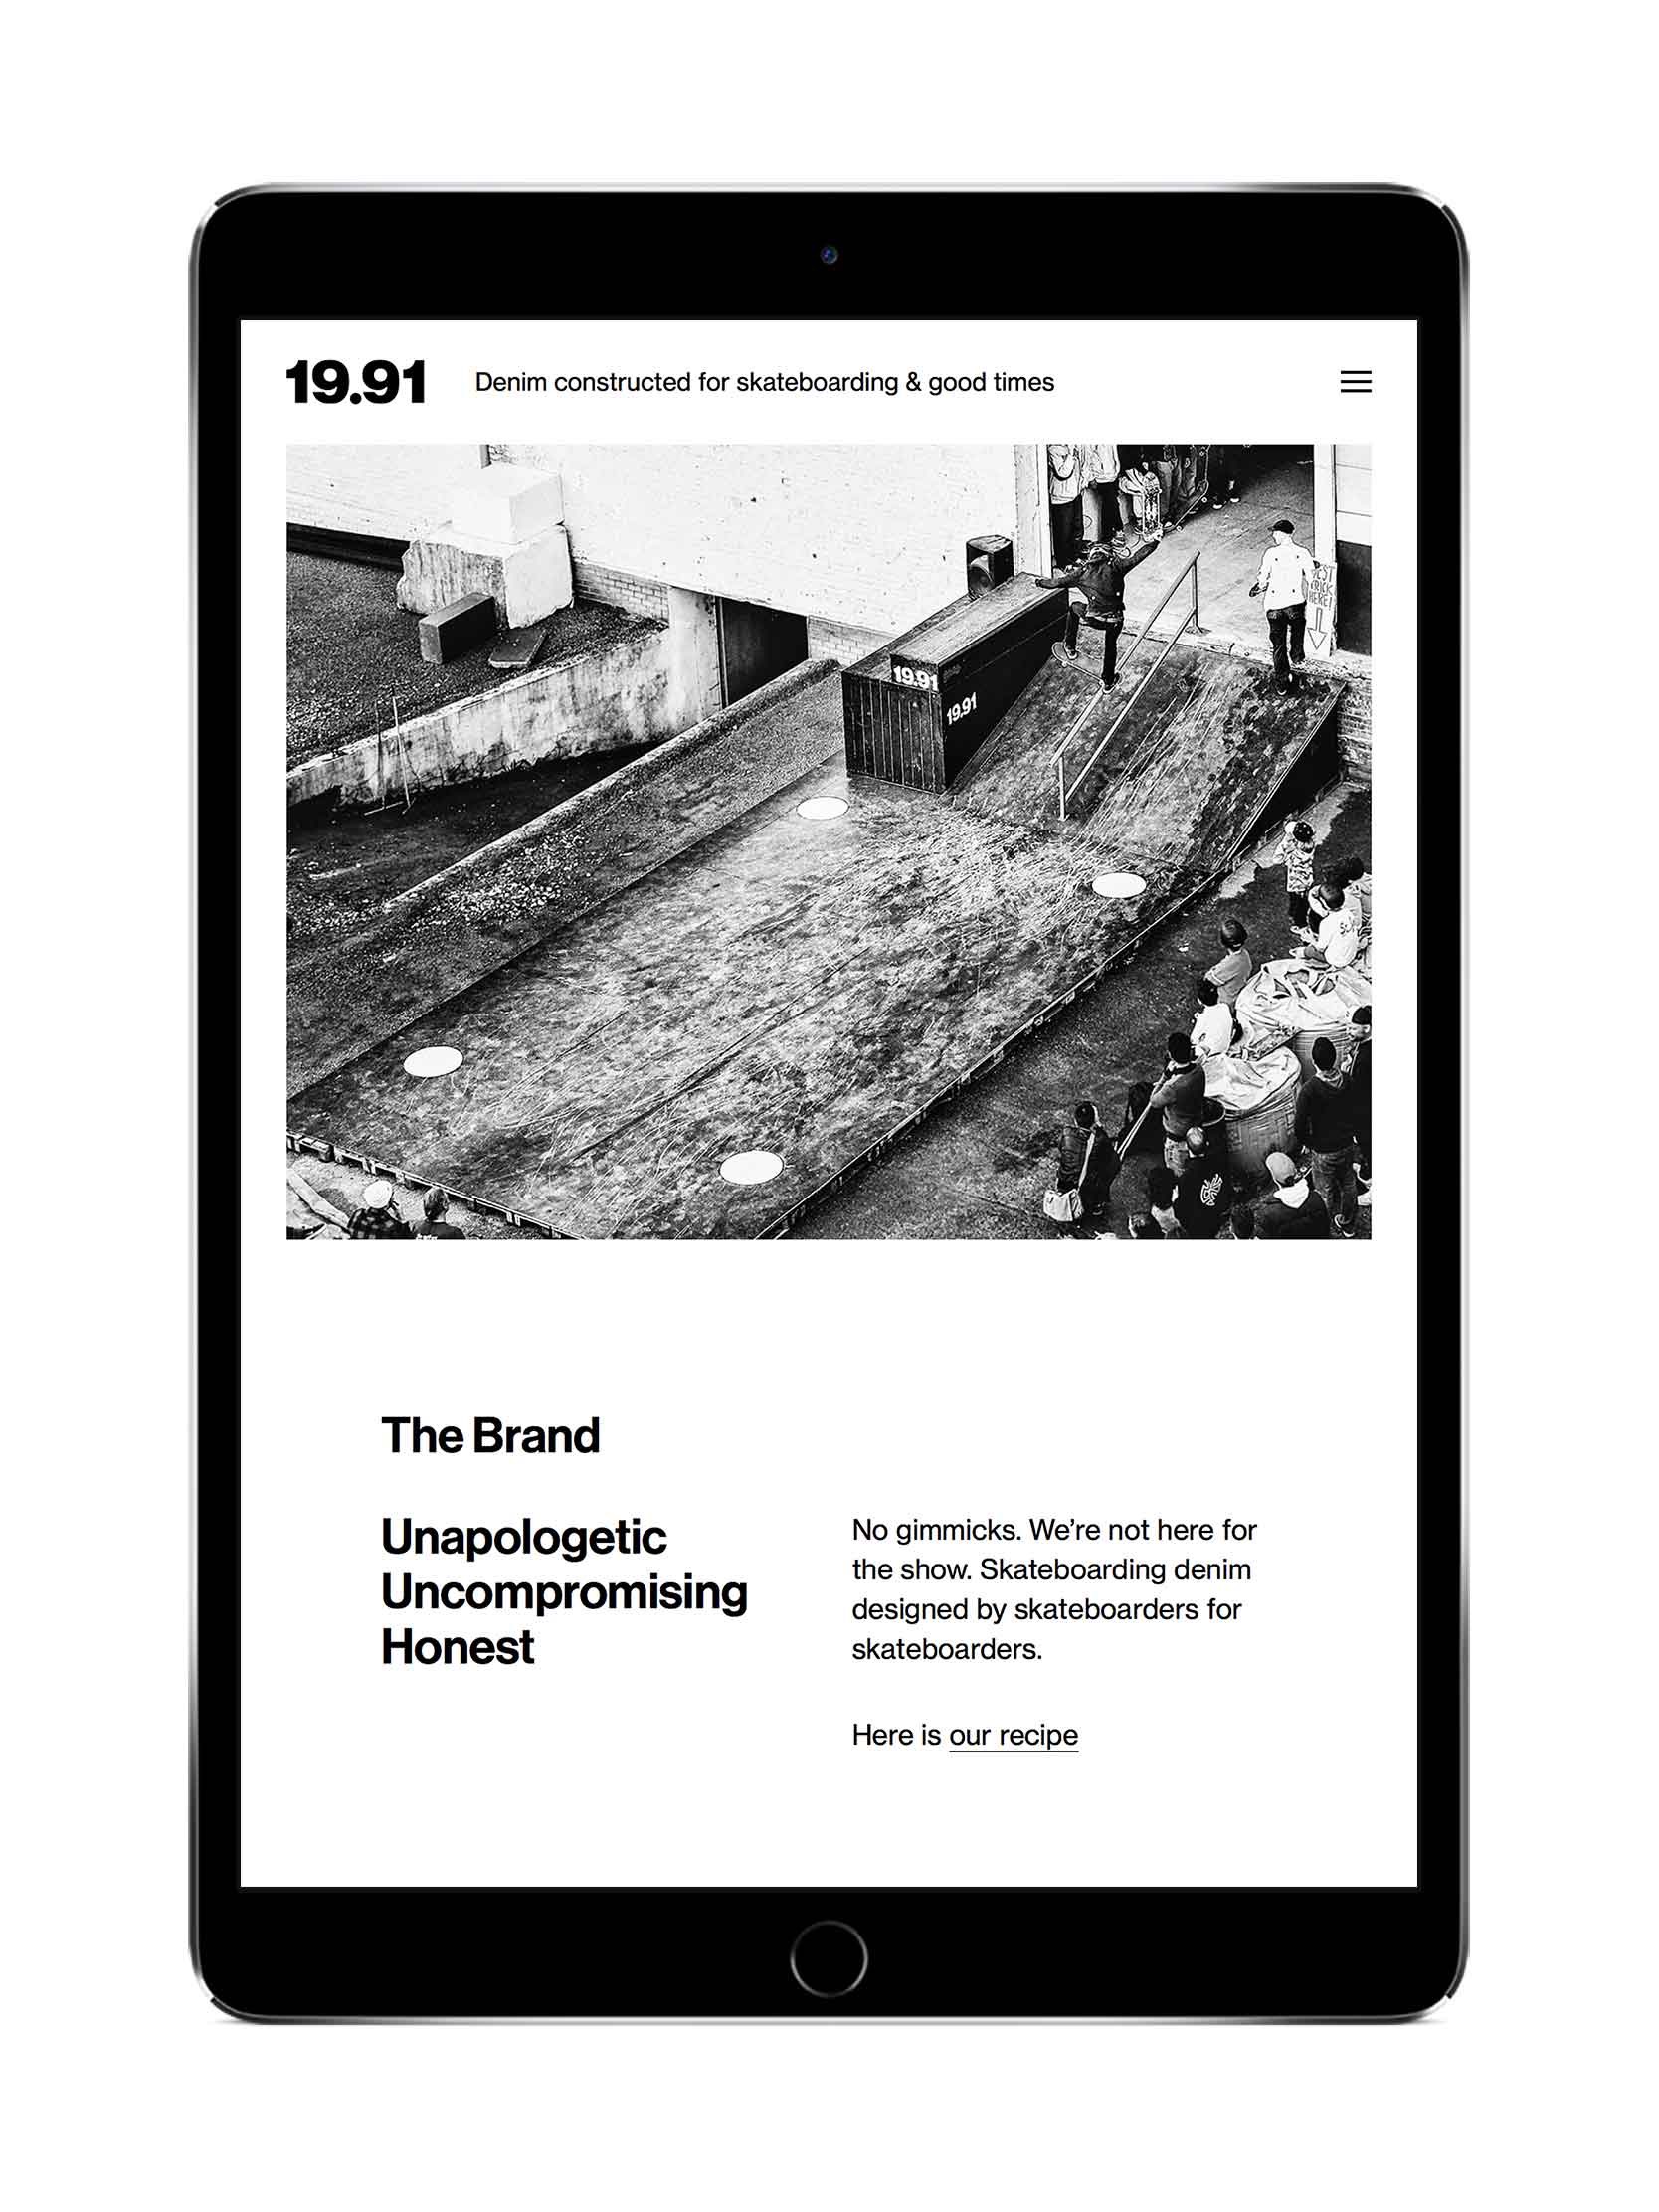 19.91
Denim constructed for skateboarding & good times
19.91
19.91
The Brand
Unapologetic
Uncompromising
Honest
No gimmicks. We’re not here for
the show. Skateboarding denim
designed by skateboarders for
skateboarders.
Here is our recipe